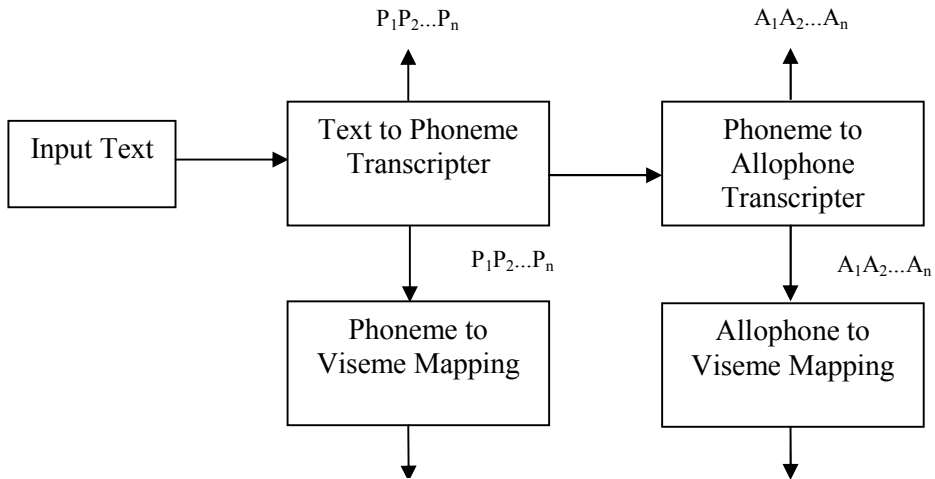 P₁P₂...Pₙ
A₁A₂...Aₙ
Input Text
Text to Phoneme
Transcripter
Phoneme to
Allophone
Transcripter
P₁P₂...Pₙ
A₁A₂...Aₙ
Phoneme to
Viseme Mapping
Allophone to
Viseme Mapping